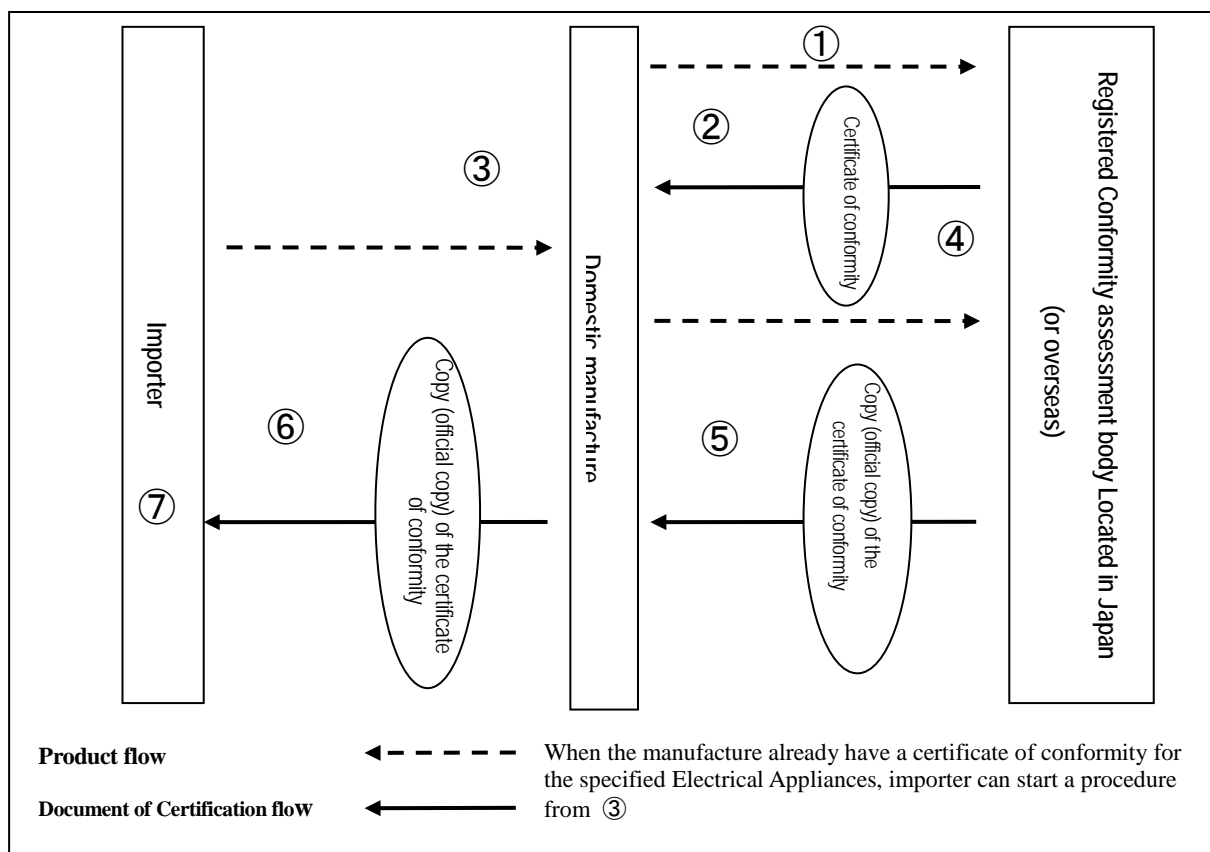 ①
②
Certificate of conformity
③
④
Importer
Domestic manufacture
Registered Conformity assessment body Located in Japan
(or overseas)
⑤
Copy (official copy) of the
certificate of conformity
⑥
Copy (official copy) of the certificate
of conformity
⑦
Product flow
When the manufacture already have a certificate of conformity for
the specified Electrical Appliances, importer can start a procedure
Document of Certification flow
from ③